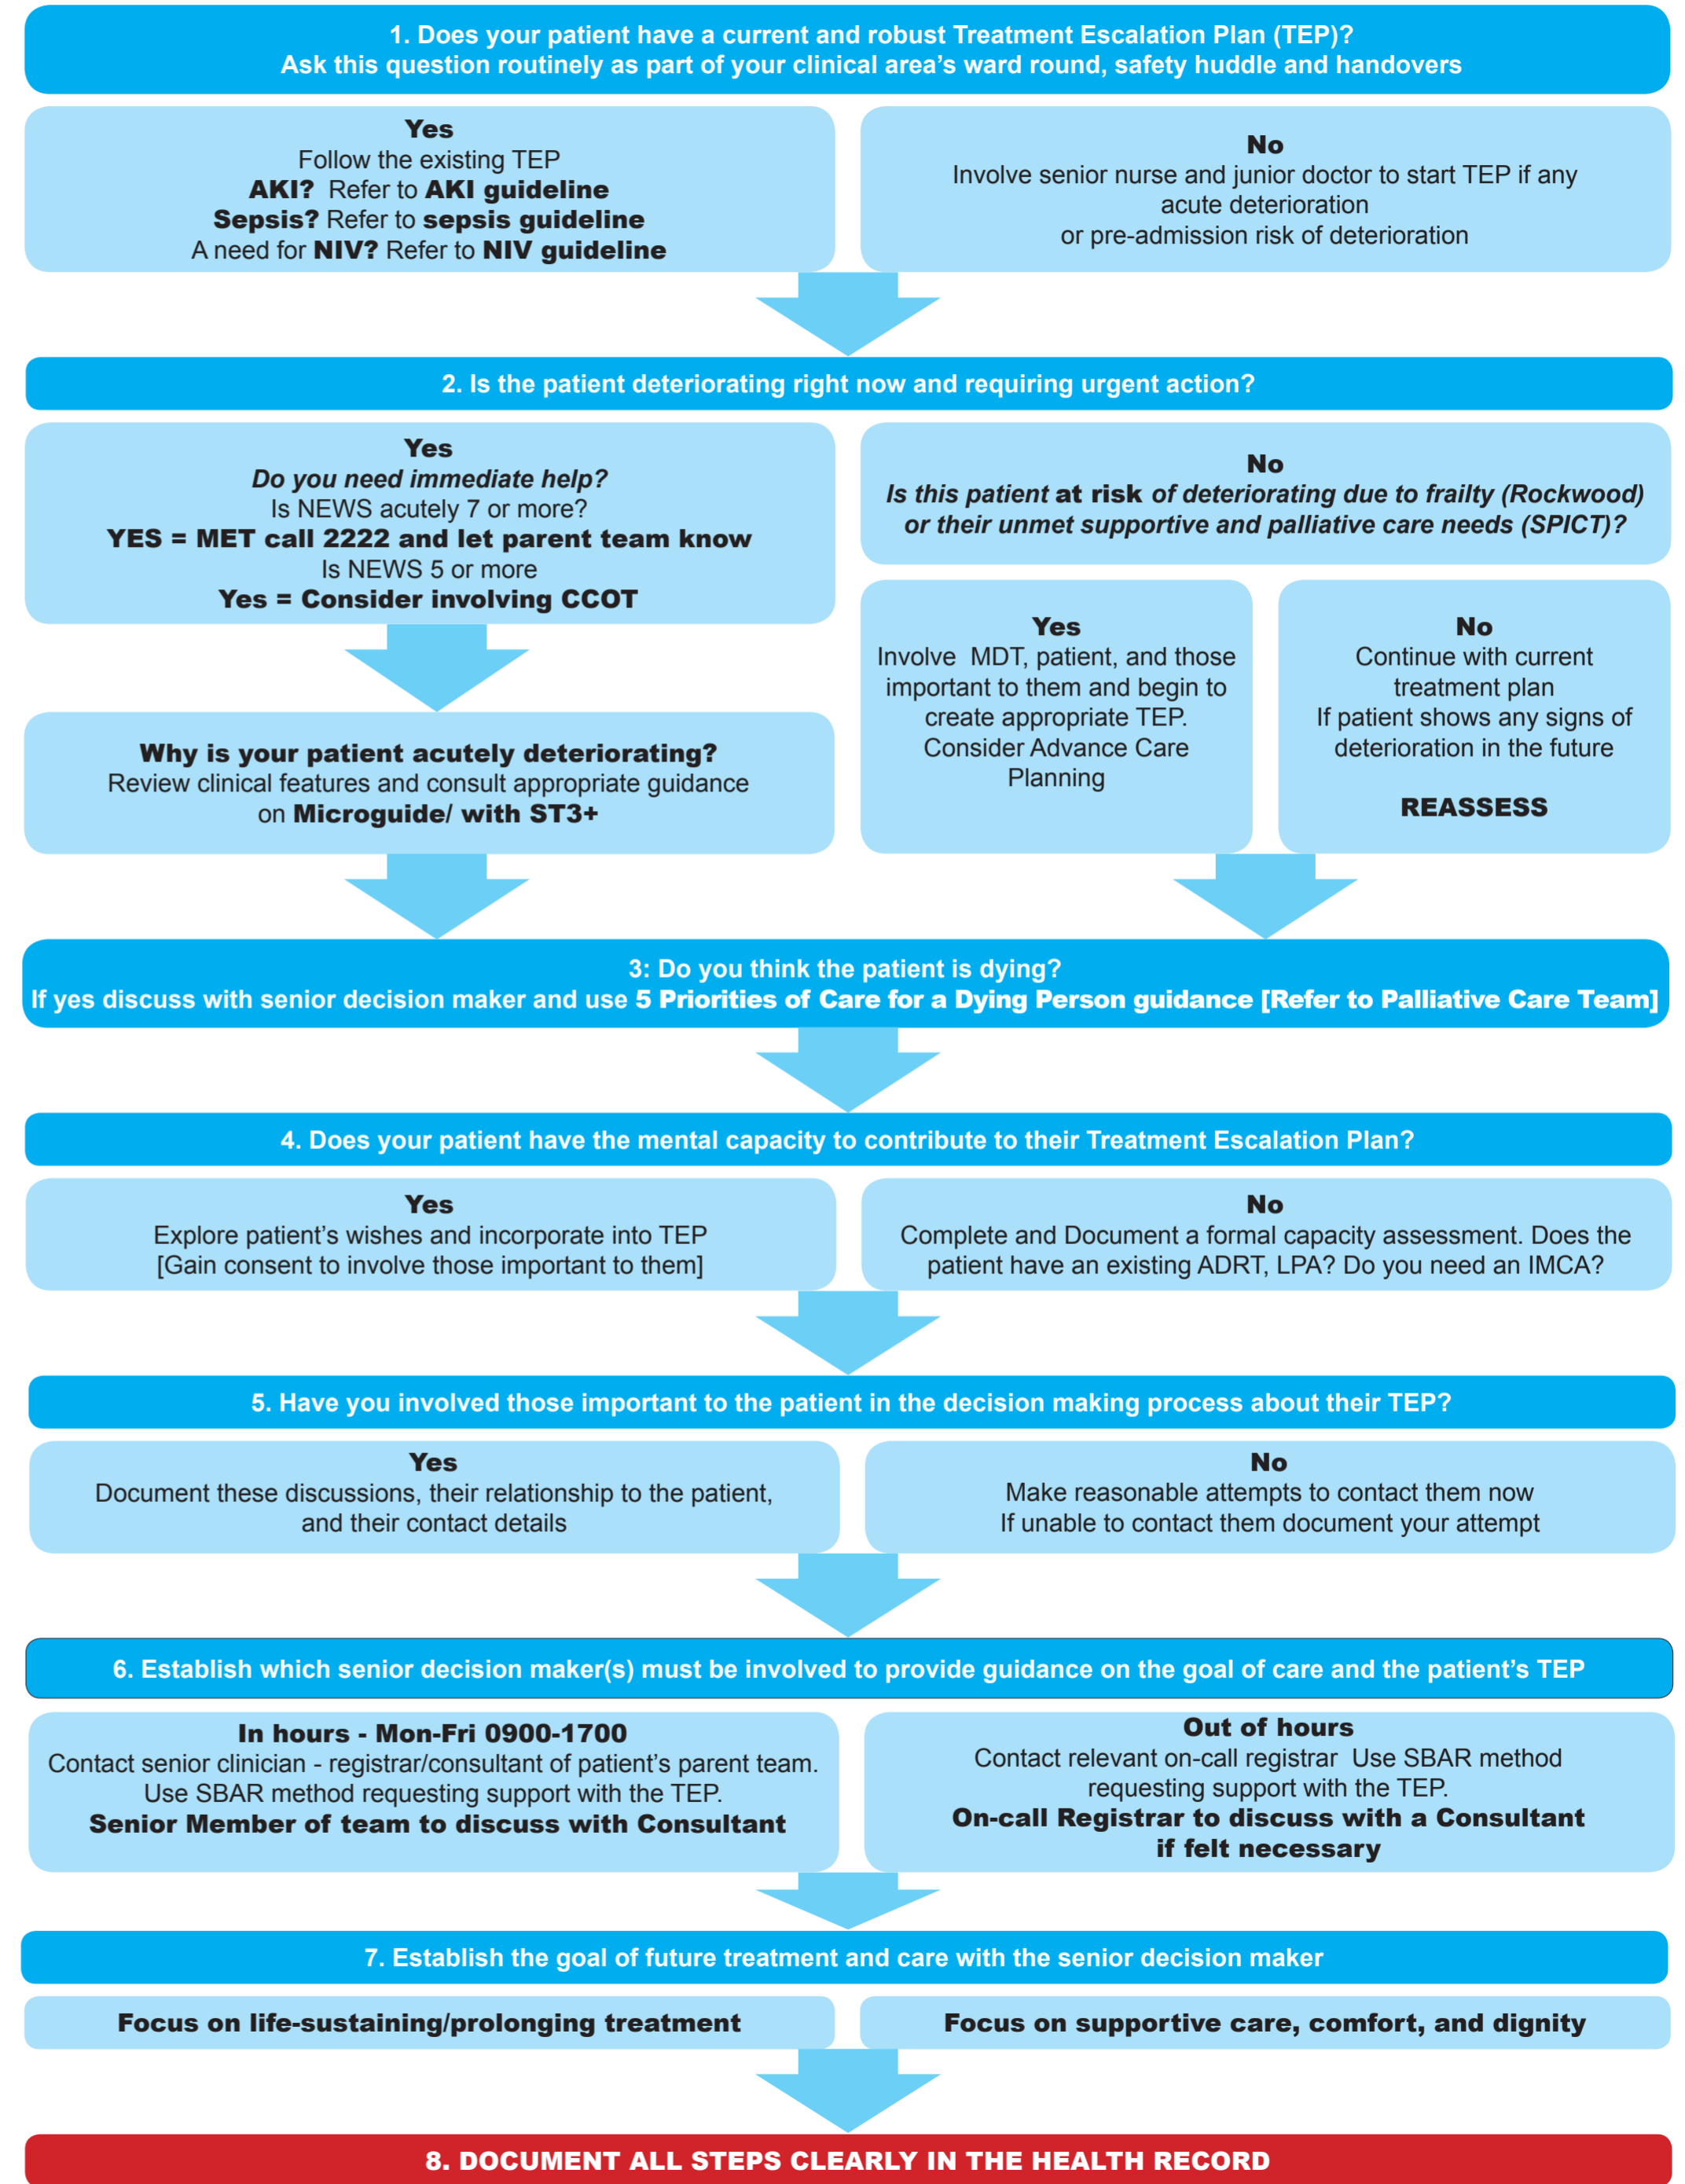 1. Does your patient have a current and robust Treatment Escalation Plan (TEP)?
Ask this question routinely as part of your clinical area's ward round, safety huddle and handovers
Yes
Follow the existing TEP
AKI? Refer to AKI guideline
Sepsis? Refer to sepsis guideline
A need for NIV? Refer to NIV guideline
No
Involve senior nurse and junior doctor to start TEP if any
acute deterioration
or pre-admission risk of deterioration
2. Is the patient deteriorating right now and requiring urgent action?
Yes
Do you need immediate help?
Is NEWS acutely 7 or more?
YES = MET call 2222 and let parent team know
Is NEWS 5 or more
Yes = Consider involving CCOT
Why is your patient acutely deteriorating?
Review clinical features and consult appropriate guidance
on Microguide/ with ST3+
No
Is this patient at risk of deteriorating due to frailty (Rockwood)
or their unmet supportive and palliative care needs (SPICT)?
Yes
Involve MDT, patient, and those
important to them and begin to
create appropriate TEP.
Consider Advance Care
Planning
No
Continue with current
treatment plan
If patient shows any signs of
deterioration in the future
REASSESS
3: Do you think the patient is dying?
If yes discuss with senior decision maker and use 5 Priorities of Care for a Dying Person guidance [Refer to Palliative Care Team]
4. Does your patient have the mental capacity to contribute to their Treatment Escalation Plan?
Yes
Explore patient's wishes and incorporate into TEP
[Gain consent to involve those important to them]
No
Complete and Document a formal capacity assessment. Does the
patient have an existing ADRT, LPA? Do you need an IMCA?
5. Have you involved those important to the patient in the decision making process about their TEP?
Yes
Document these discussions, their relationship to the patient,
and their contact details
No
Make reasonable attempts to contact them now
If unable to contact them document your attempt
6. Establish which senior decision maker(s) must be involved to provide guidance on the goal of care and the patient's TEP
In hours - Mon-Fri 0900-1700
Contact senior clinician - registrar/consultant of patient's parent team.
Use SBAR method requesting support with the TEP.
Senior Member of team to discuss with Consultant
Out of hours
Contact relevant on-call registrar Use SBAR method
requesting support with the TEP.
On-call Registrar to discuss with a Consultant
if felt necessary
7. Establish the goal of future treatment and care with the senior decision maker
Focus on life-sustaining/prolonging treatment
Focus on supportive care, comfort, and dignity
8. DOCUMENT ALL STEPS CLEARLY IN THE HEALTH RECORD